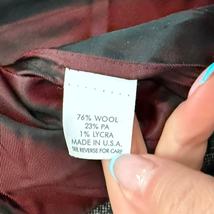 76% WOOL
23% PA
1% LYCRA
MADE IN U.S.A.
SEE REVERSE FOR CARE